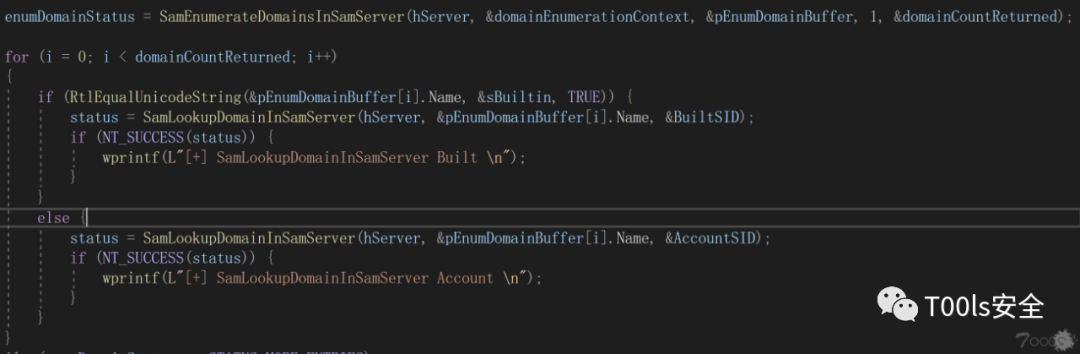 enumDomainStatus = SamEnumerateDomainsInSamServer(hServer, &domainEnumerationContext, &pEnumDomainBuffer, 1, &domainCountReturned);
for (i = 0; i < domainCountReturned; i++)
{
if (RtlEqualUnicodeString(&pEnumDomainBuffer[i].Name, &sBuiltin, TRUE)) {
status = SamLookupDomainInSamServer(hServer, &pEnumDomainBuffer[i].Name, &BuiltSID);
if (NT_SUCCESS(status)) {
wprintf(L"[+] SamLookupDomainInSamServer Built \n");
}
}
else {
status = SamLookupDomainInSamServer(hServer, &pEnumDomainBuffer[i].Name, &AccountSID);
if (NT_SUCCESS(status)) {
wprintf(L"[+] SamLookupDomainInSamServer Account \n");
}
}
}
T00ls安全